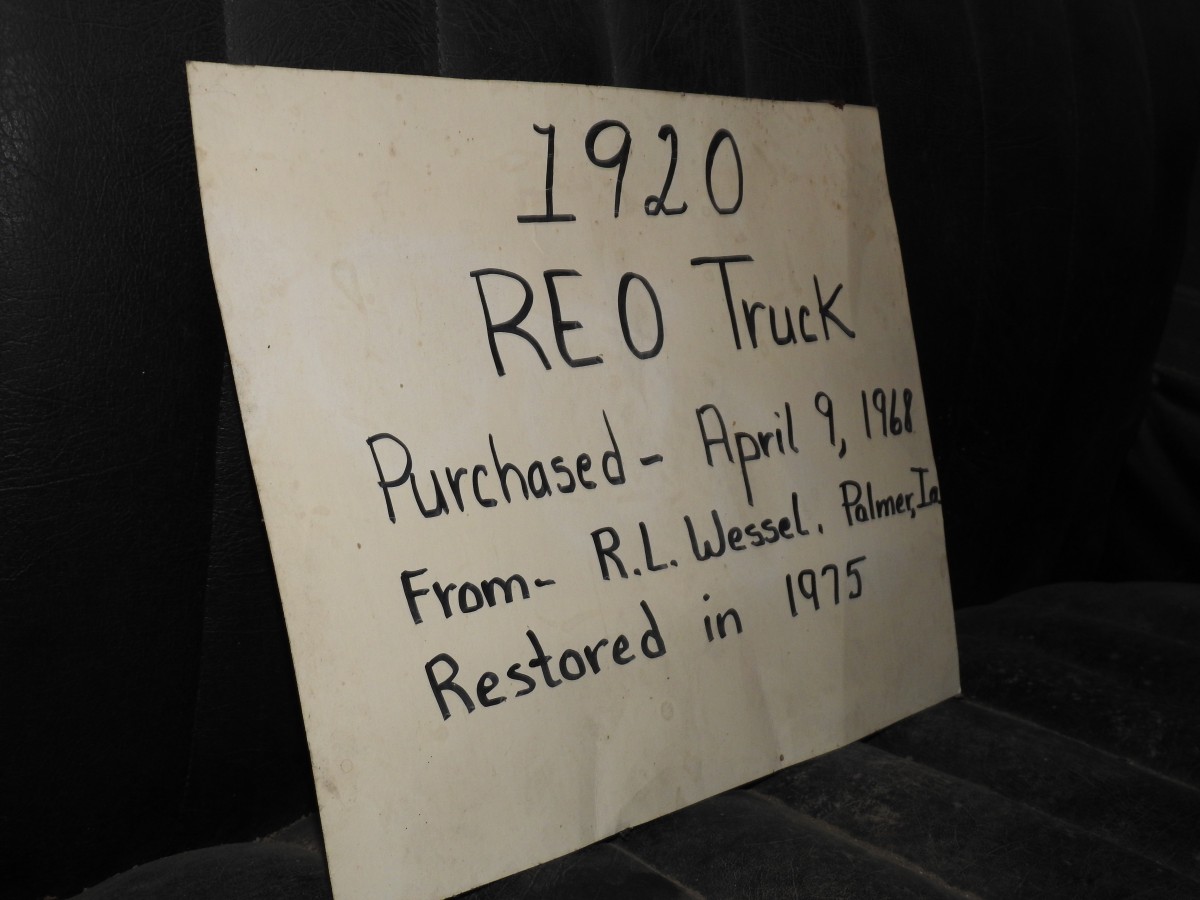 1920
REO Truck
Purchased- April 9, 1968
From- R.L. Wessel. Palmer, Ia
Restored in 1975